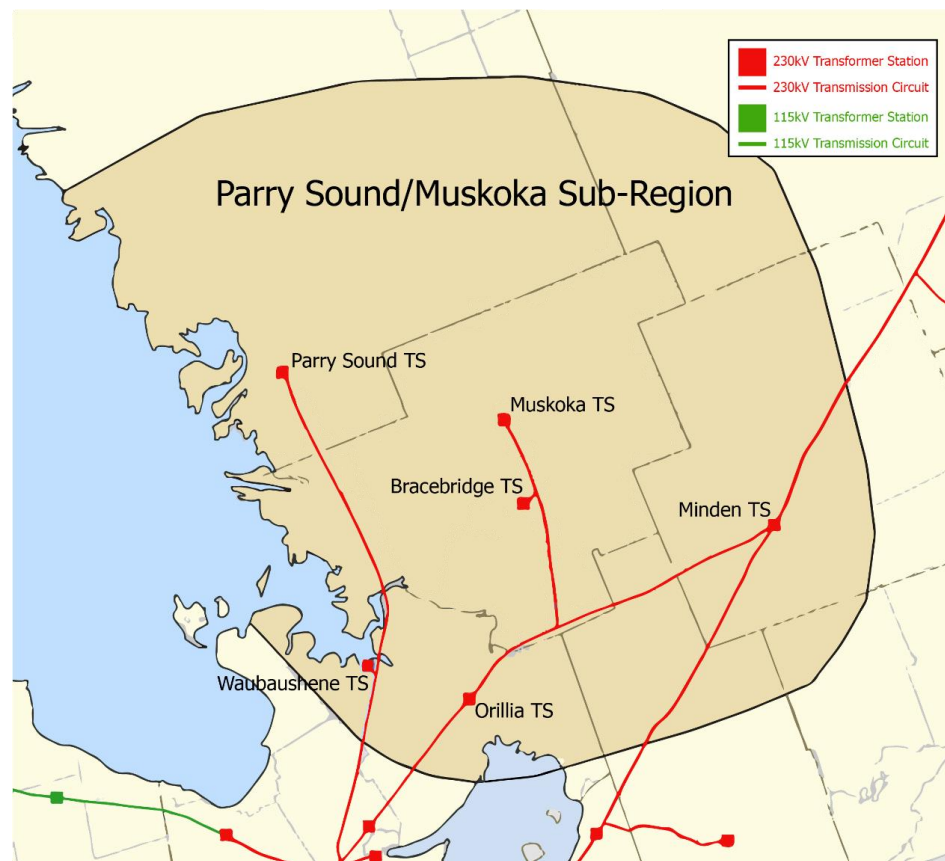 230kV Transformer Station
230kV Transmission Circuit
115kV Transformer Station
115kV Transmission Circuit
Parry Sound/Muskoka Sub-Region
Parry Sound TS
Muskoka TS
Bracebridge TS
Minden TS
Waubaushene TS
Orillia TS